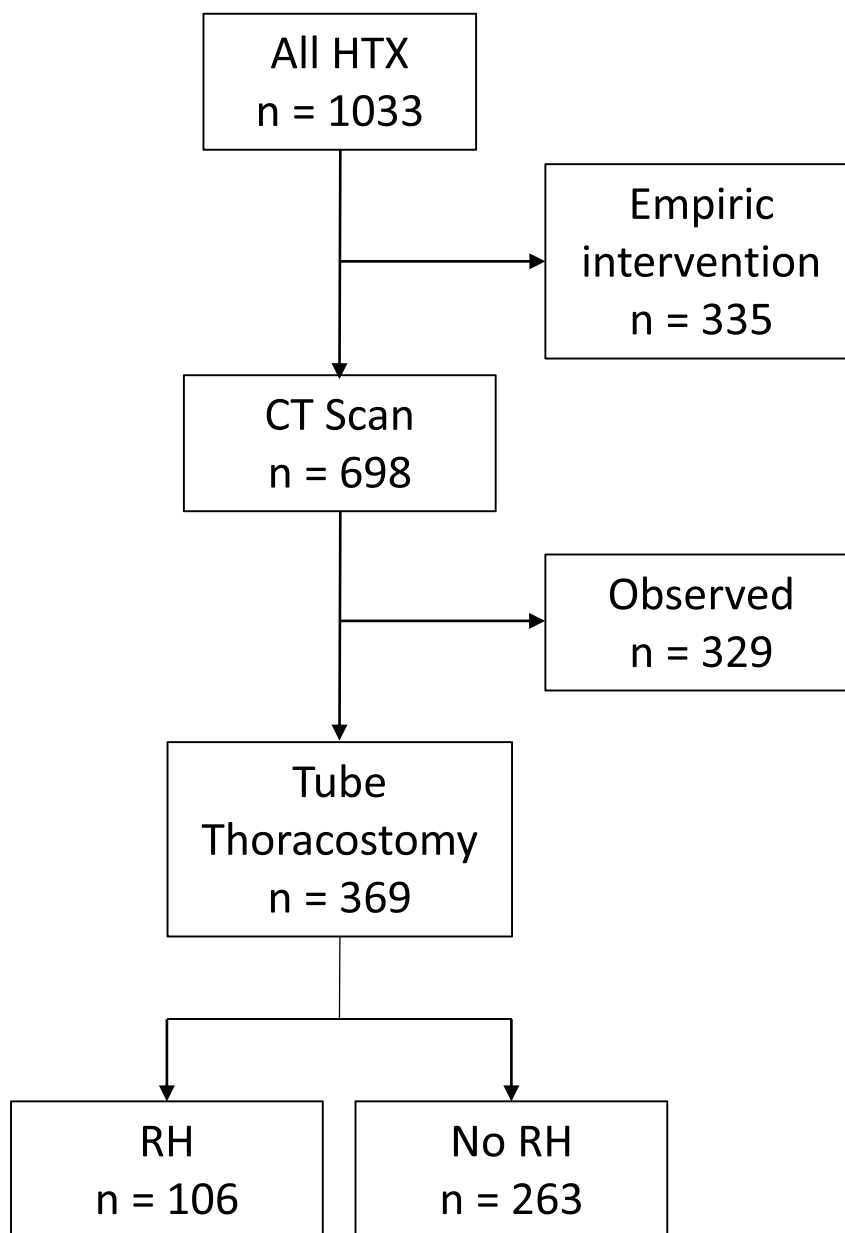 All HTX
n = 1033
Empiric
intervention
n = 335
CT Scan
n = 698
Observed
n = 329
Tube
Thoracostomy
n = 369
RH
n = 106
No RH
n = 263